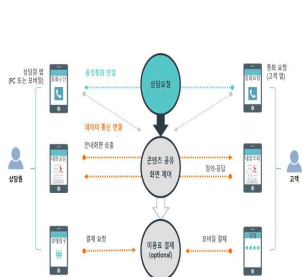 상담원 앱
(PC 또는 모바일)
음성통화 연결
상담요청
통화 요청
(고객 앱)
데이터 통신 연결
안내화면 송출
콘텐츠 공유
화면 제어
질의-응답
상담원
고객
결제 요청
이용료 결제
(optional)
모바일 결제